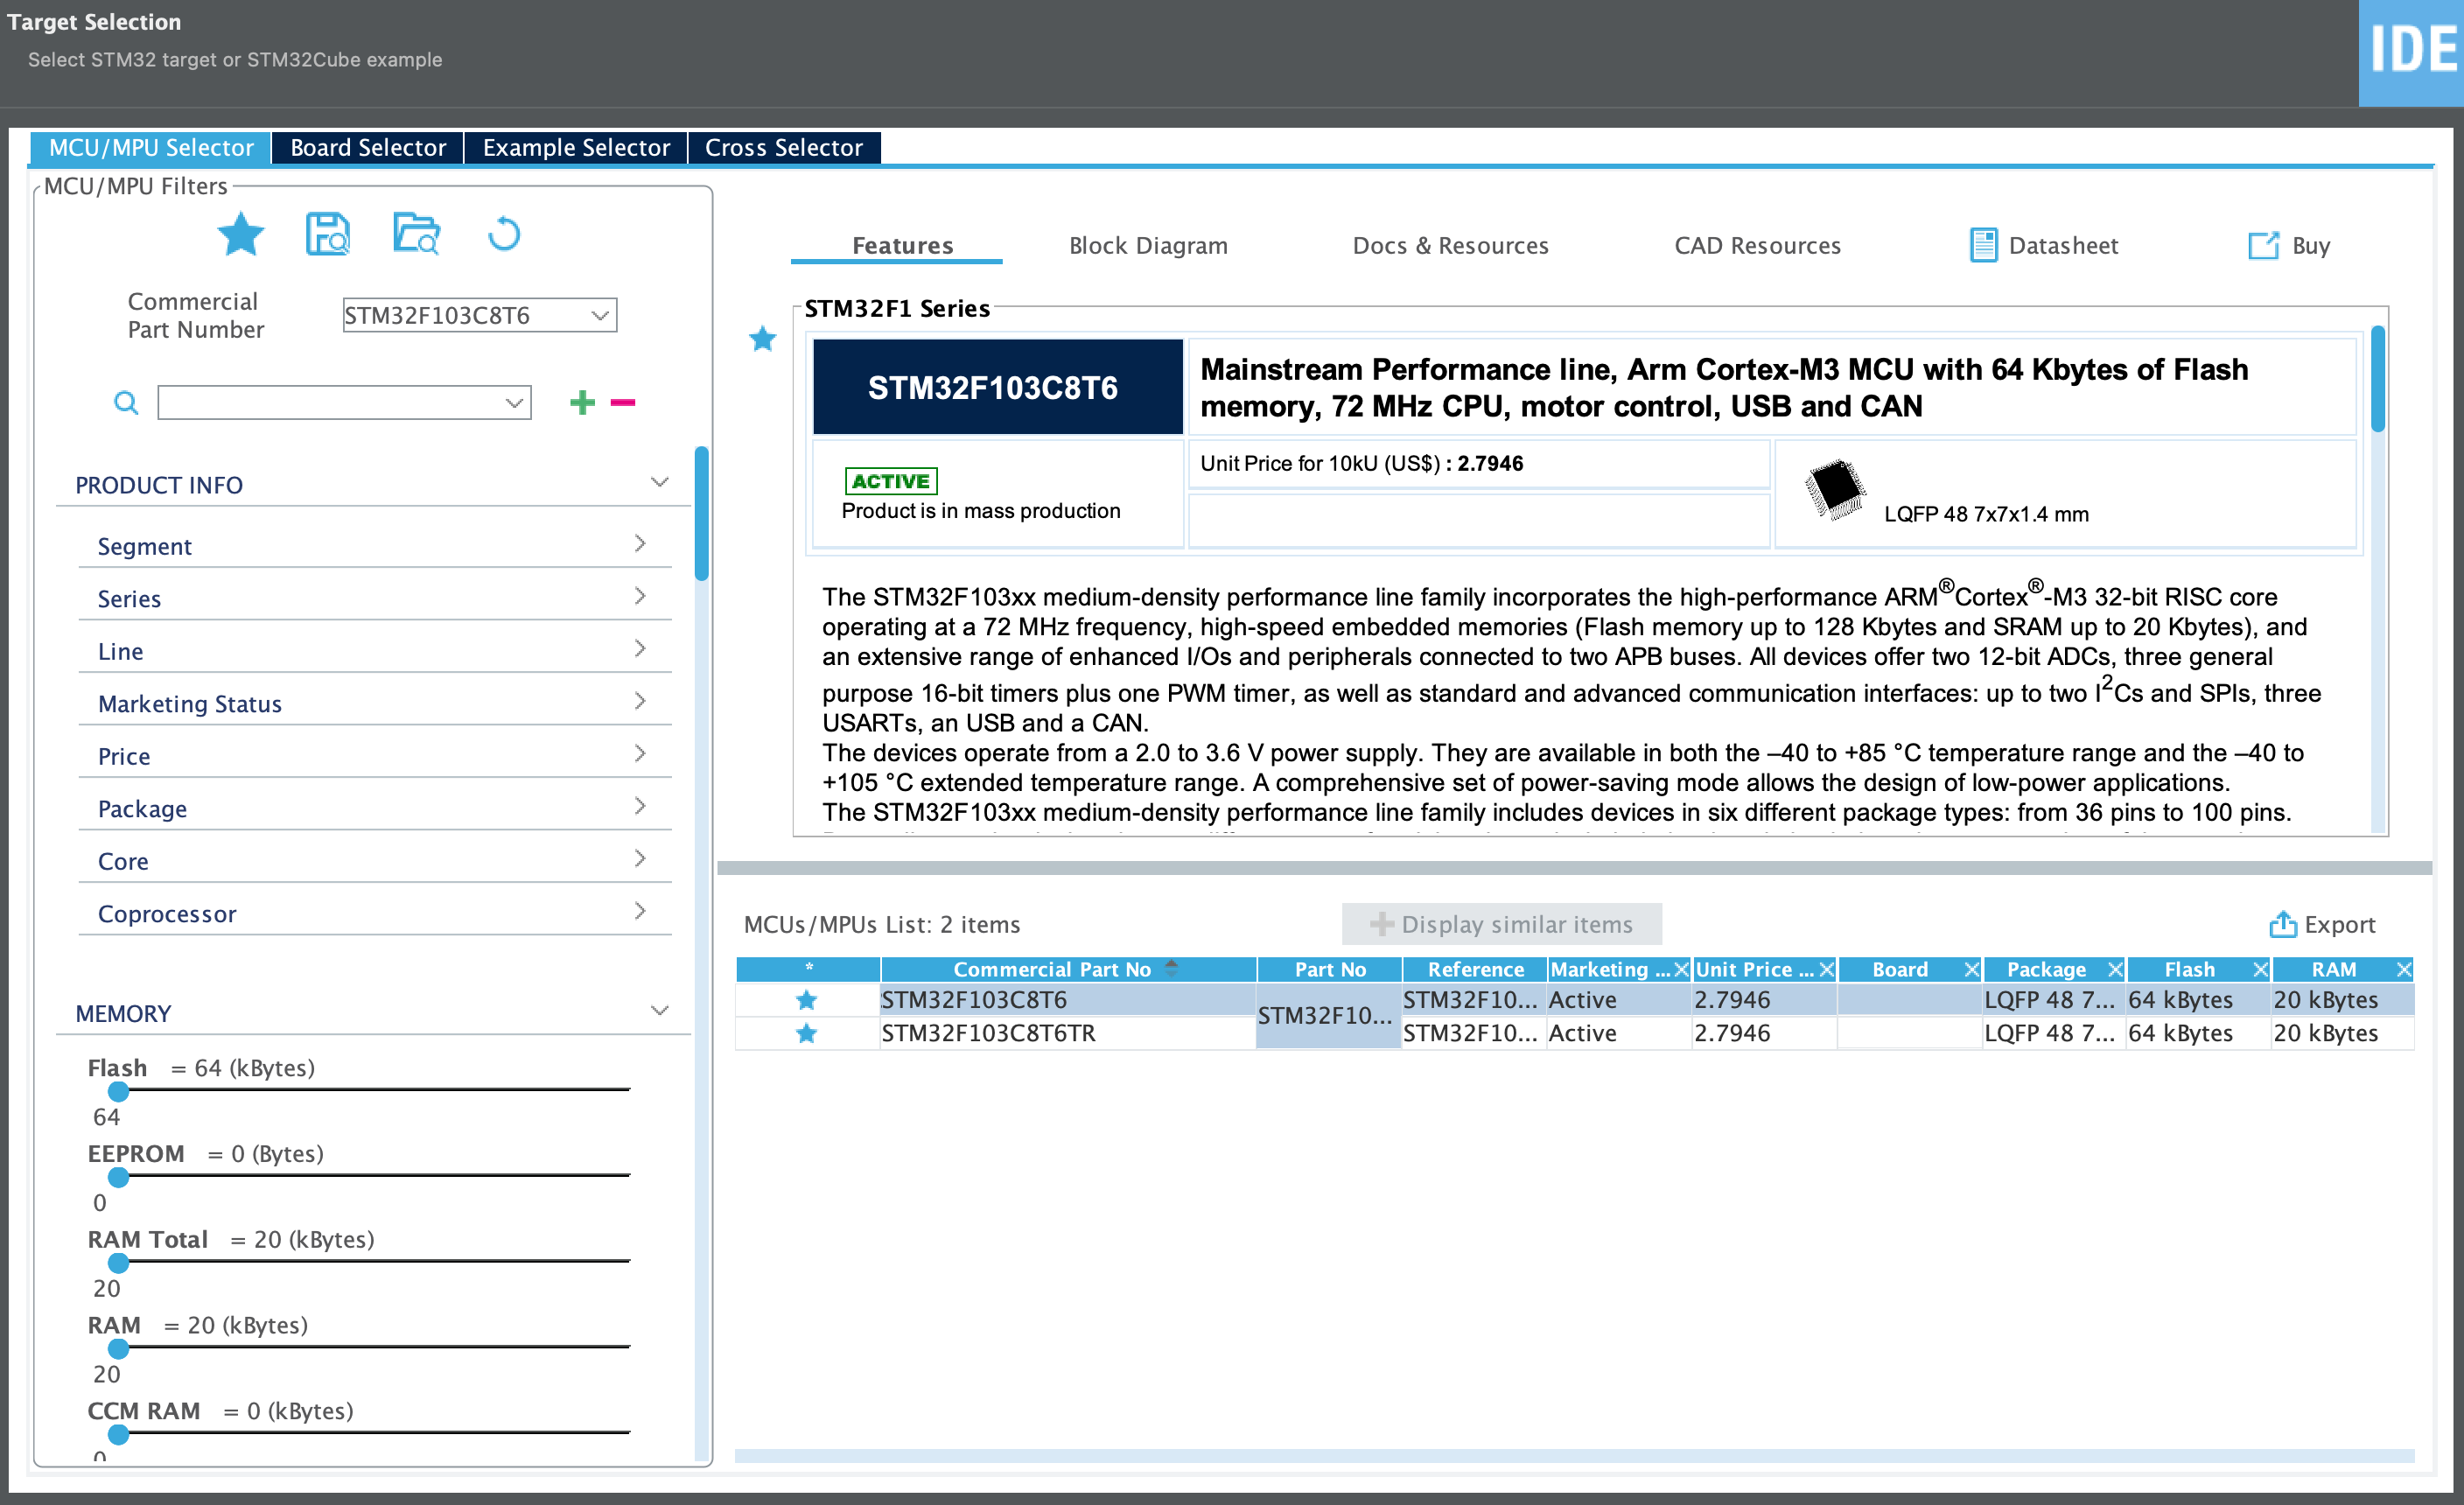 Target Selection
Select STM32 target or STM32Cube example
IDE
MCU/MPU Selector
Board Selector
Example Selector
Cross Selector
MCU/MPU Filters
Commercial
Part Number
STM32F103C8T6
PRODUCT INFO
Segment
Series
Line
Marketing Status
Price
Package
Core
Coprocessor
MEMORY
Flash = 64 (kBytes)
64
EEPROM = 0 (Bytes)
0
RAM Total = 20 (kBytes)
20
RAM = 20 (kBytes)
20
CCM RAM = 0 (kBytes)
0
Features
Block Diagram
Docs & Resources
CAD Resources
Datasheet
Buy
STM32F1 Series
STM32F103C8T6
Mainstream Performance line, Arm Cortex-M3 MCU with 64 Kbytes of Flash
memory, 72 MHz CPU, motor control, USB and CAN
ACTIVE
Product is in mass production
Unit Price for 10kU (US$) : 2.7946
LQFP 48 7x7x1.4 mm
The STM32F103xx medium-density performance line family incorporates the high-performance ARM®Cortex®-M3 32-bit RISC core
operating at a 72 MHz frequency, high-speed embedded memories (Flash memory up to 128 Kbytes and SRAM up to 20 Kbytes), and
an extensive range of enhanced I/Os and peripherals connected to two APB buses. All devices offer two 12-bit ADCs, three general
purpose 16-bit timers plus one PWM timer, as well as standard and advanced communication interfaces: up to two I²Cs and SPIs, three
USARTs, an USB and a CAN.
The devices operate from a 2.0 to 3.6 V power supply. They are available in both the –40 to +85 °C temperature range and the –40 to
+105 °C extended temperature range. A comprehensive set of power-saving mode allows the design of low-power applications.
The STM32F103xx medium-density performance line family includes devices in six different package types: from 36 pins to 100 pins.
MCUs/MPUs List: 2 items
Display similar items
Export
* Commercial Part No Part No Reference Marketing ... Unit Price ... Board Package Flash RAM
STM32F103C8T6 STM32F10... STM32F10... Active 2.7946 LQFP 48 7... 64 kBytes 20 kBytes
STM32F103C8T6TR STM32F10... Active 2.7946 LQFP 48 7... 64 kBytes 20 kBytes